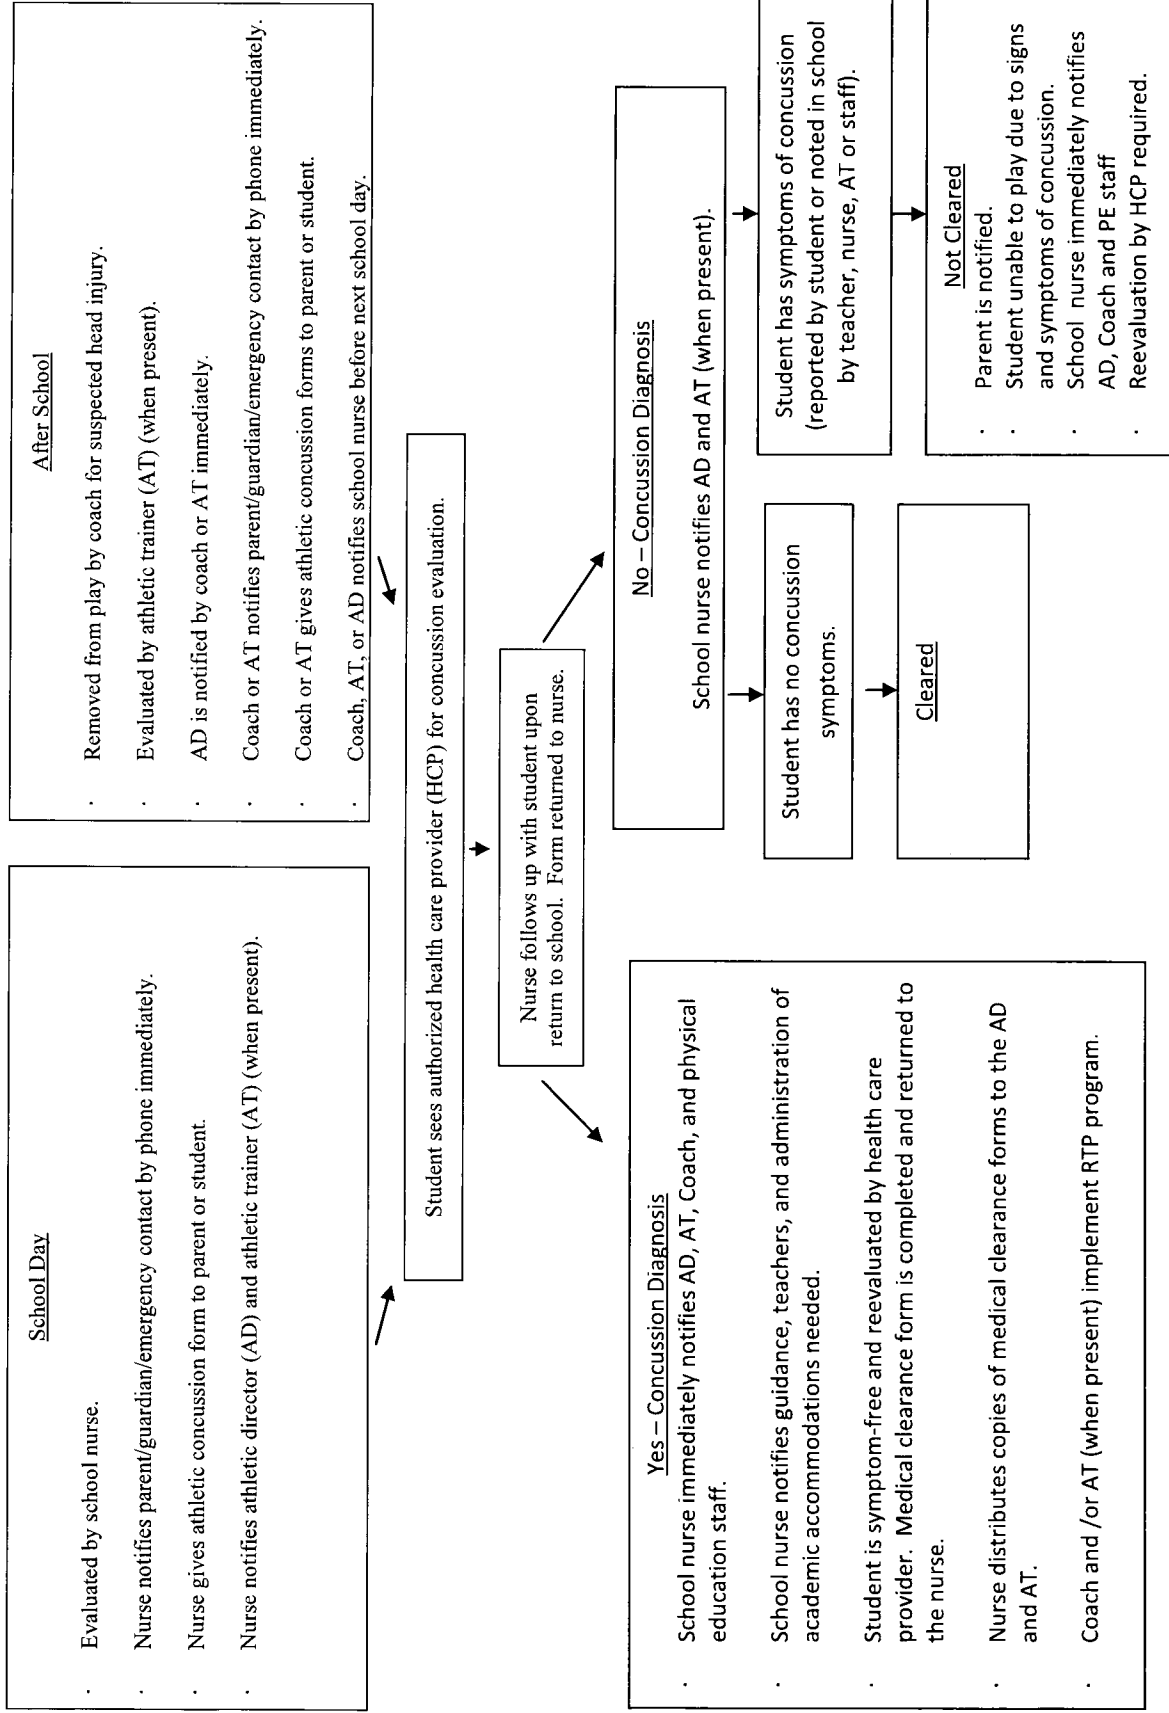 School Day
· Evaluated by school nurse.
· Nurse notifies parent/guardian/emergency contact by phone immediately.
· Nurse gives athletic concussion form to parent or student.
· Nurse notifies athletic director (AD) and athletic trainer (AT) (when present).
After School
· Removed from play by coach for suspected head injury.
· Evaluated by athletic trainer (AT) (when present).
· AD is notified by coach or AT immediately.
· Coach or AT notifies parent/guardian/emergency contact by phone immediately.
· Coach or AT gives athletic concussion forms to parent or student.
· Coach, AT, or AD notifies school nurse before next school day.
Student sees authorized health care provider (HCP) for concussion evaluation.
Nurse follows up with student upon
return to school. Form returned to nurse.
Yes – Concussion Diagnosis
· School nurse immediately notifies AD, AT, Coach, and physical
education staff.
· School nurse notifies guidance, teachers, and administration of
academic accommodations needed.
· Student is symptom-free and reevaluated by health care
provider. Medical clearance form is completed and returned to
the nurse.
· Nurse distributes copies of medical clearance forms to the AD
and AT.
· Coach and /or AT (when present) implement RTP program.
No – Concussion Diagnosis
School nurse notifies AD and AT (when present).
Student has no concussion
symptoms.
Cleared
Student has symptoms of concussion
(reported by student or noted in school
by teacher, nurse, AT or staff).
Not Cleared
· Parent is notified.
· Student unable to play due to signs
and symptoms of concussion.
· School nurse immediately notifies
AD, Coach and PE staff
· Reevaluation by HCP required.